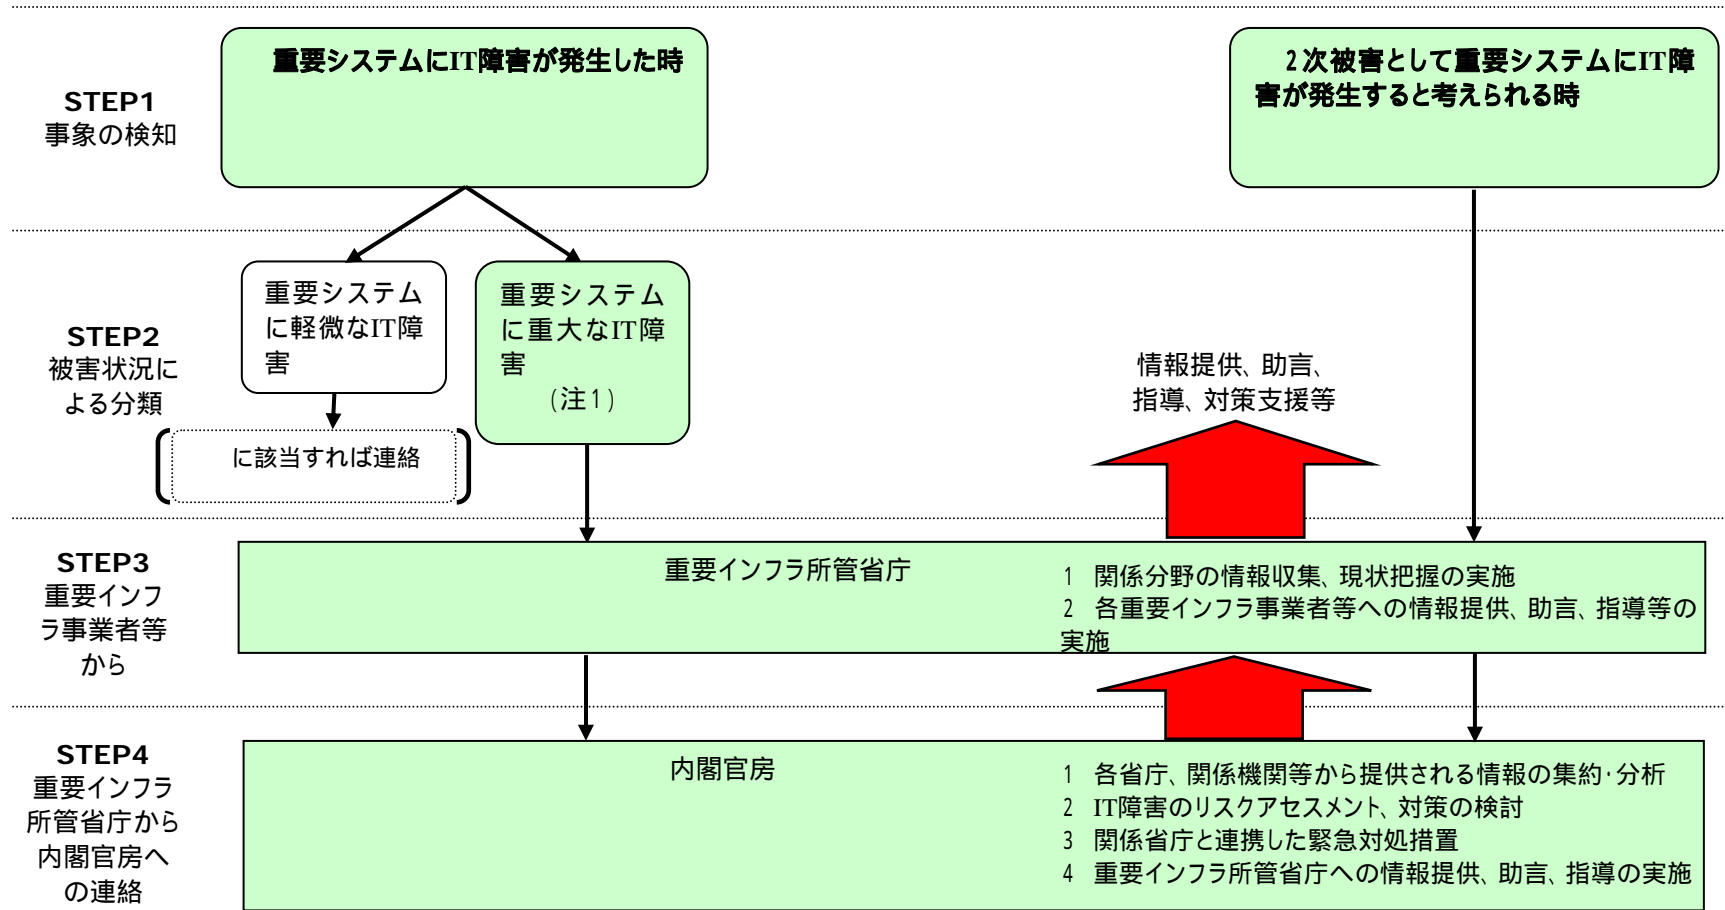 STEP1
事象の検知
重要システムにIT障害が発生した時
2次被害として重要システムにIT障
害が発生すると考えられる時
STEP2
被害状況に
よる分類
重要システム
に軽微なIT障
害
に該当すれば連絡
重要システム
に重大なIT障
害
(注1)
情報提供、助言、
指導、対策支援等
STEP3
重要インフ
ラ事業者等
から
重要インフラ所管省庁
1 関係分野の情報収集、現状把握の実施
2 各重要インフラ事業者等への情報提供、助言、指導等の
実施
STEP4
重要インフラ
所管省庁から
内閣官房へ
の連絡
内閣官房
1 各省庁、関係機関等から提供される情報の集約・分析
2 IT障害のリスクアセスメント、対策の検討
3 関係省庁と連携した緊急対処措置
4 重要インフラ所管省庁への情報提供、助言、指導の実施